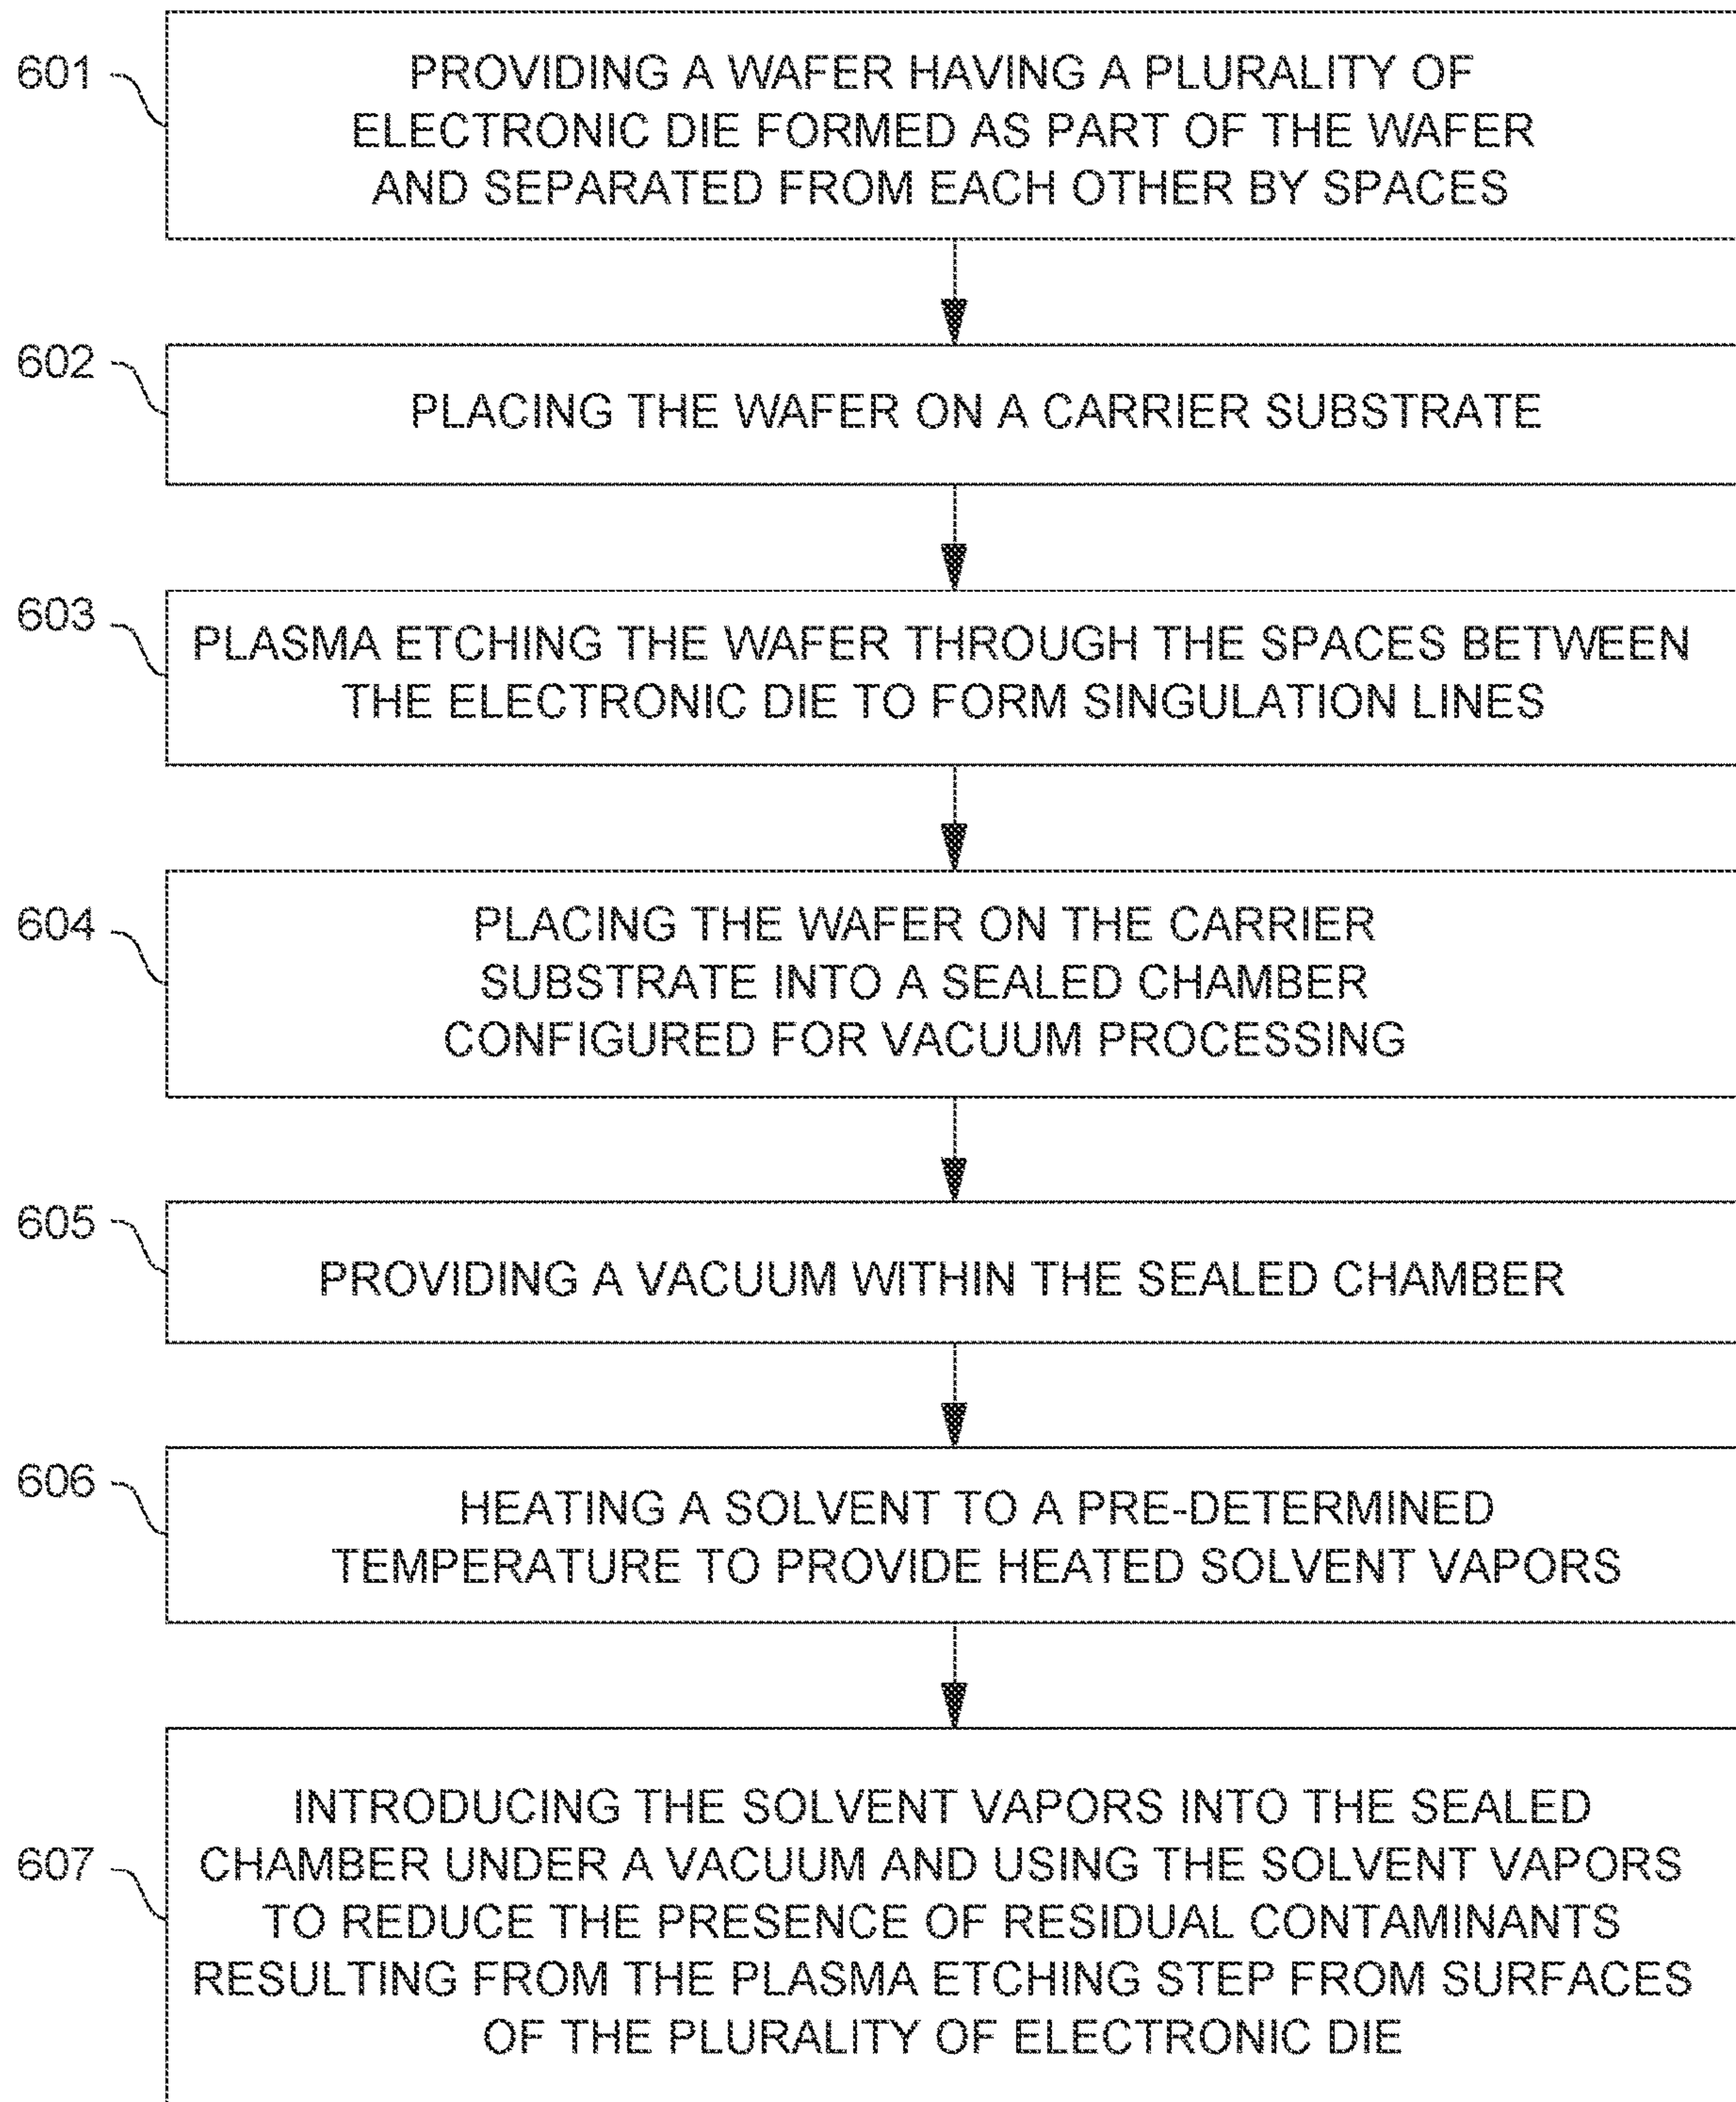 601
PROVIDING A WAFER HAVING A PLURALITY OF
ELECTRONIC DIE FORMED AS PART OF THE WAFER
AND SEPARATED FROM EACH OTHER BY SPACES
602
PLACING THE WAFER ON A CARRIER SUBSTRATE
603
PLASMA ETCHING THE WAFER THROUGH THE SPACES BETWEEN
THE ELECTRONIC DIE TO FORM SINGULATION LINES
604
PLACING THE WAFER ON THE CARRIER
SUBSTRATE INTO A SEALED CHAMBER
CONFIGURED FOR VACUUM PROCESSING
605
PROVIDING A VACUUM WITHIN THE SEALED CHAMBER
606
HEATING A SOLVENT TO A PRE-DETERMINED
TEMPERATURE TO PROVIDE HEATED SOLVENT VAPORS
607
INTRODUCING THE SOLVENT VAPORS INTO THE SEALED
CHAMBER UNDER A VACUUM AND USING THE SOLVENT VAPORS
TO REDUCE THE PRESENCE OF RESIDUAL CONTAMINANTS
RESULTING FROM THE PLASMA ETCHING STEP FROM SURFACES
OF THE PLURALITY OF ELECTRONIC DIE